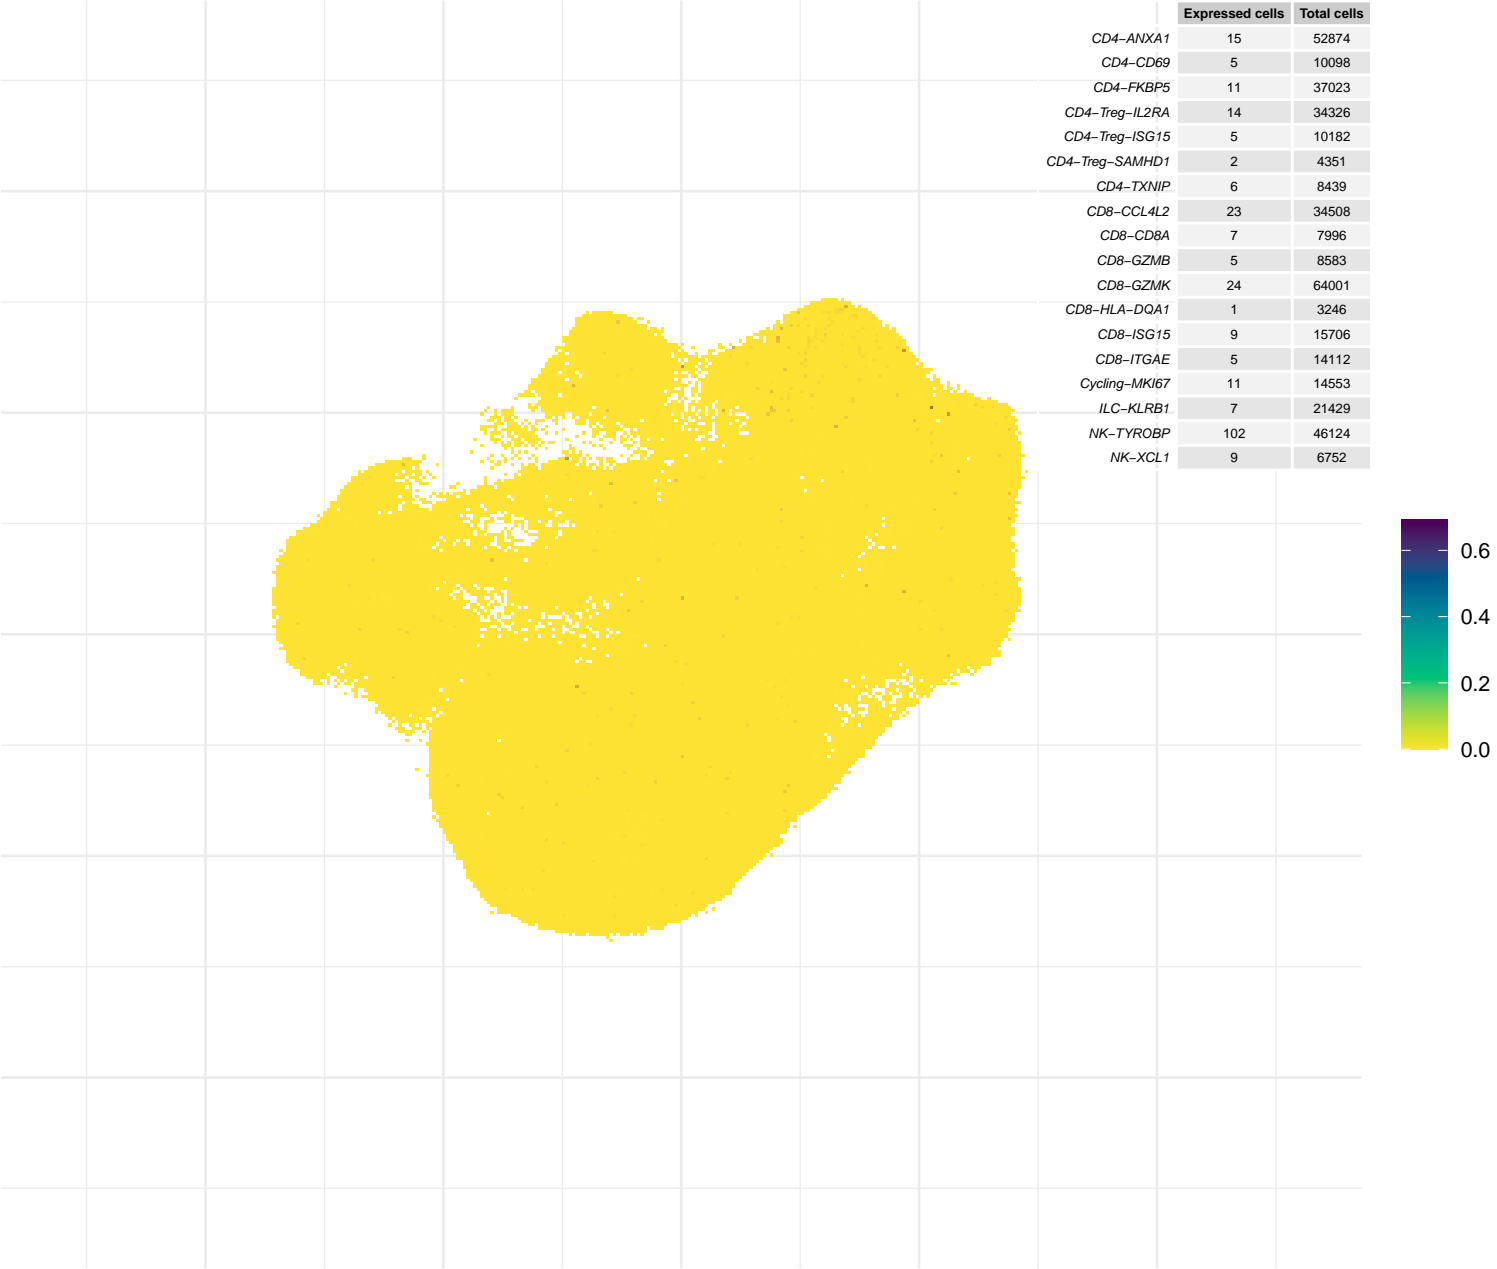 Expressed cells Total cells
CD4−ANXA1 15 52874
CD4−CD69 5 10098
CD4−FKBP5 11 37023
CD4−Treg−IL2RA 14 34326
CD4−Treg−ISG15 5 10182
CD4−Treg−SAMHD1 2 4351
CD4−TXNIP 6 8439
CD8−CCL4L2 23 34508
CD8−CD8A 7 7996
CD8−GZMB 5 8583
CD8−GZMK 24 64001
CD8−HLA−DQA1 1 3246
CD8−ISG15 9 15706
CD8−ITGAE 5 14112
Cycling−MKI67 11 14553
ILC−KLRB1 7 21429
NK−TYROBP 102 46124
NK−XCL1 9 6752
0.6
0.4
0.2
0.0